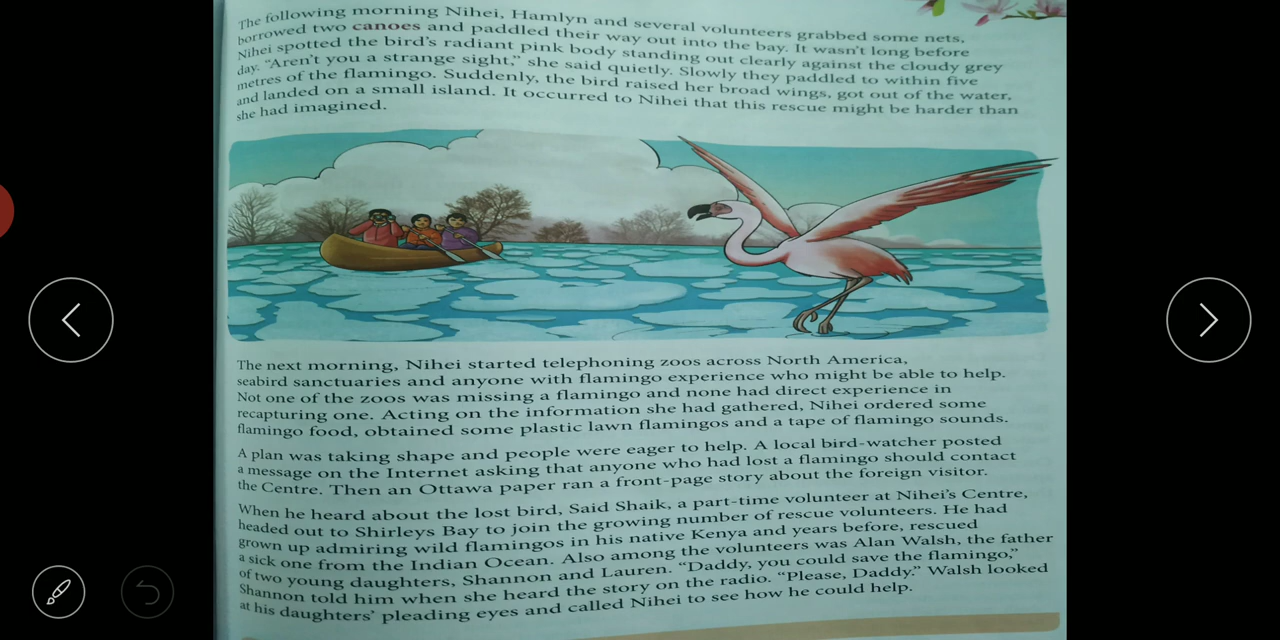 The following morning Nihei, Hamlyn and several volunteers grabbed some nets,
borrowed two canoes and paddled their way out into the bay. It wasn't long before
Nihei spotted the bird's radiant pink body standing out clearly against the cloudy grey
day. "Aren't you a strange sight," she said quietly. Slowly they paddled to within five
metres of the flamingo. Suddenly, the bird raised her broad wings, got out of the water,
and landed on a small island. It occurred to Nihei that this rescue might be harder than
she had imagined.
The next morning, Nihei started telephoning zoos across North America,
seabird sanctuaries and anyone with flamingo experience who might be able to help.
Not one of the zoos was missing a flamingo and none had direct experience in
recapturing one. Acting on the information she had gathered, Nihei ordered some
flamingo food, obtained some plastic lawn flamingos and a tape of flamingo sounds.
A plan was taking shape and people were eager to help. A local bird-watcher posted
a message on the Internet asking that anyone who had lost a flamingo should contact
the Centre. Then an Ottawa paper ran a front-page story about the foreign visitor.
When he heard about the lost bird, Said Shaik, a part-time volunteer at Nihei's Centre,
headed out to Shirleys Bay to join the growing number of rescue volunteers. He had
grown up admiring wild flamingos in his native Kenya and years before, rescued
a sick one from the Indian Ocean. Also among the volunteers was Alan Walsh, the father
of two young daughters, Shannon and Lauren. "Daddy, you could save the flamingo,"
Shannon told him when she heard the story on the radio. "Please, Daddy." Walsh looked
at his daughters' pleading eyes and called Nihei to see how he could help.